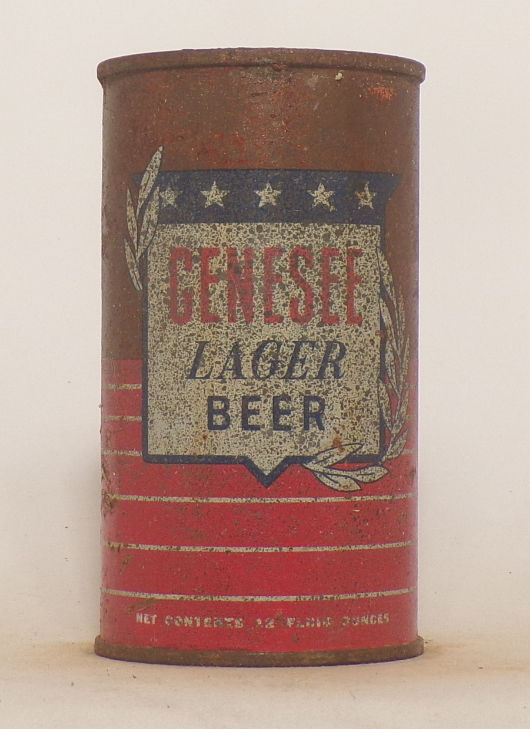 GENESEE
LAGER
BEER
NET CONTENTS 12 FLUID OUNCES